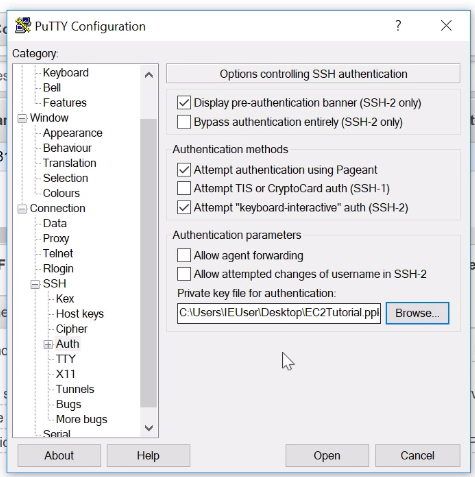 PuTTY Configuration
Category:
Keyboard
Bell
Features
Window
Appearance
Behaviour
Translation
Selection
Colours
Connection
Data
Proxy
Telnet
Rlogin
SSH
Kex
Host keys
Cipher
Auth
TTY
X11
Tunnels
Bugs
More bugs
Serial
Options controlling SSH authentication
Display pre-authentication banner (SSH-2 only)
Bypass authentication entirely (SSH-2 only)
Authentication methods
Attempt authentication using Pageant
Attempt TIS or CryptoCard auth (SSH-1)
Attempt "keyboard-interactive" auth (SSH-2)
Authentication parameters
Allow agent forwarding
Allow attempted changes of username in SSH-2
Private key file for authentication:
C:\Users\IEUser\Desktop\EC2Tutorial.ppk Browse...
About Help Open Cancel